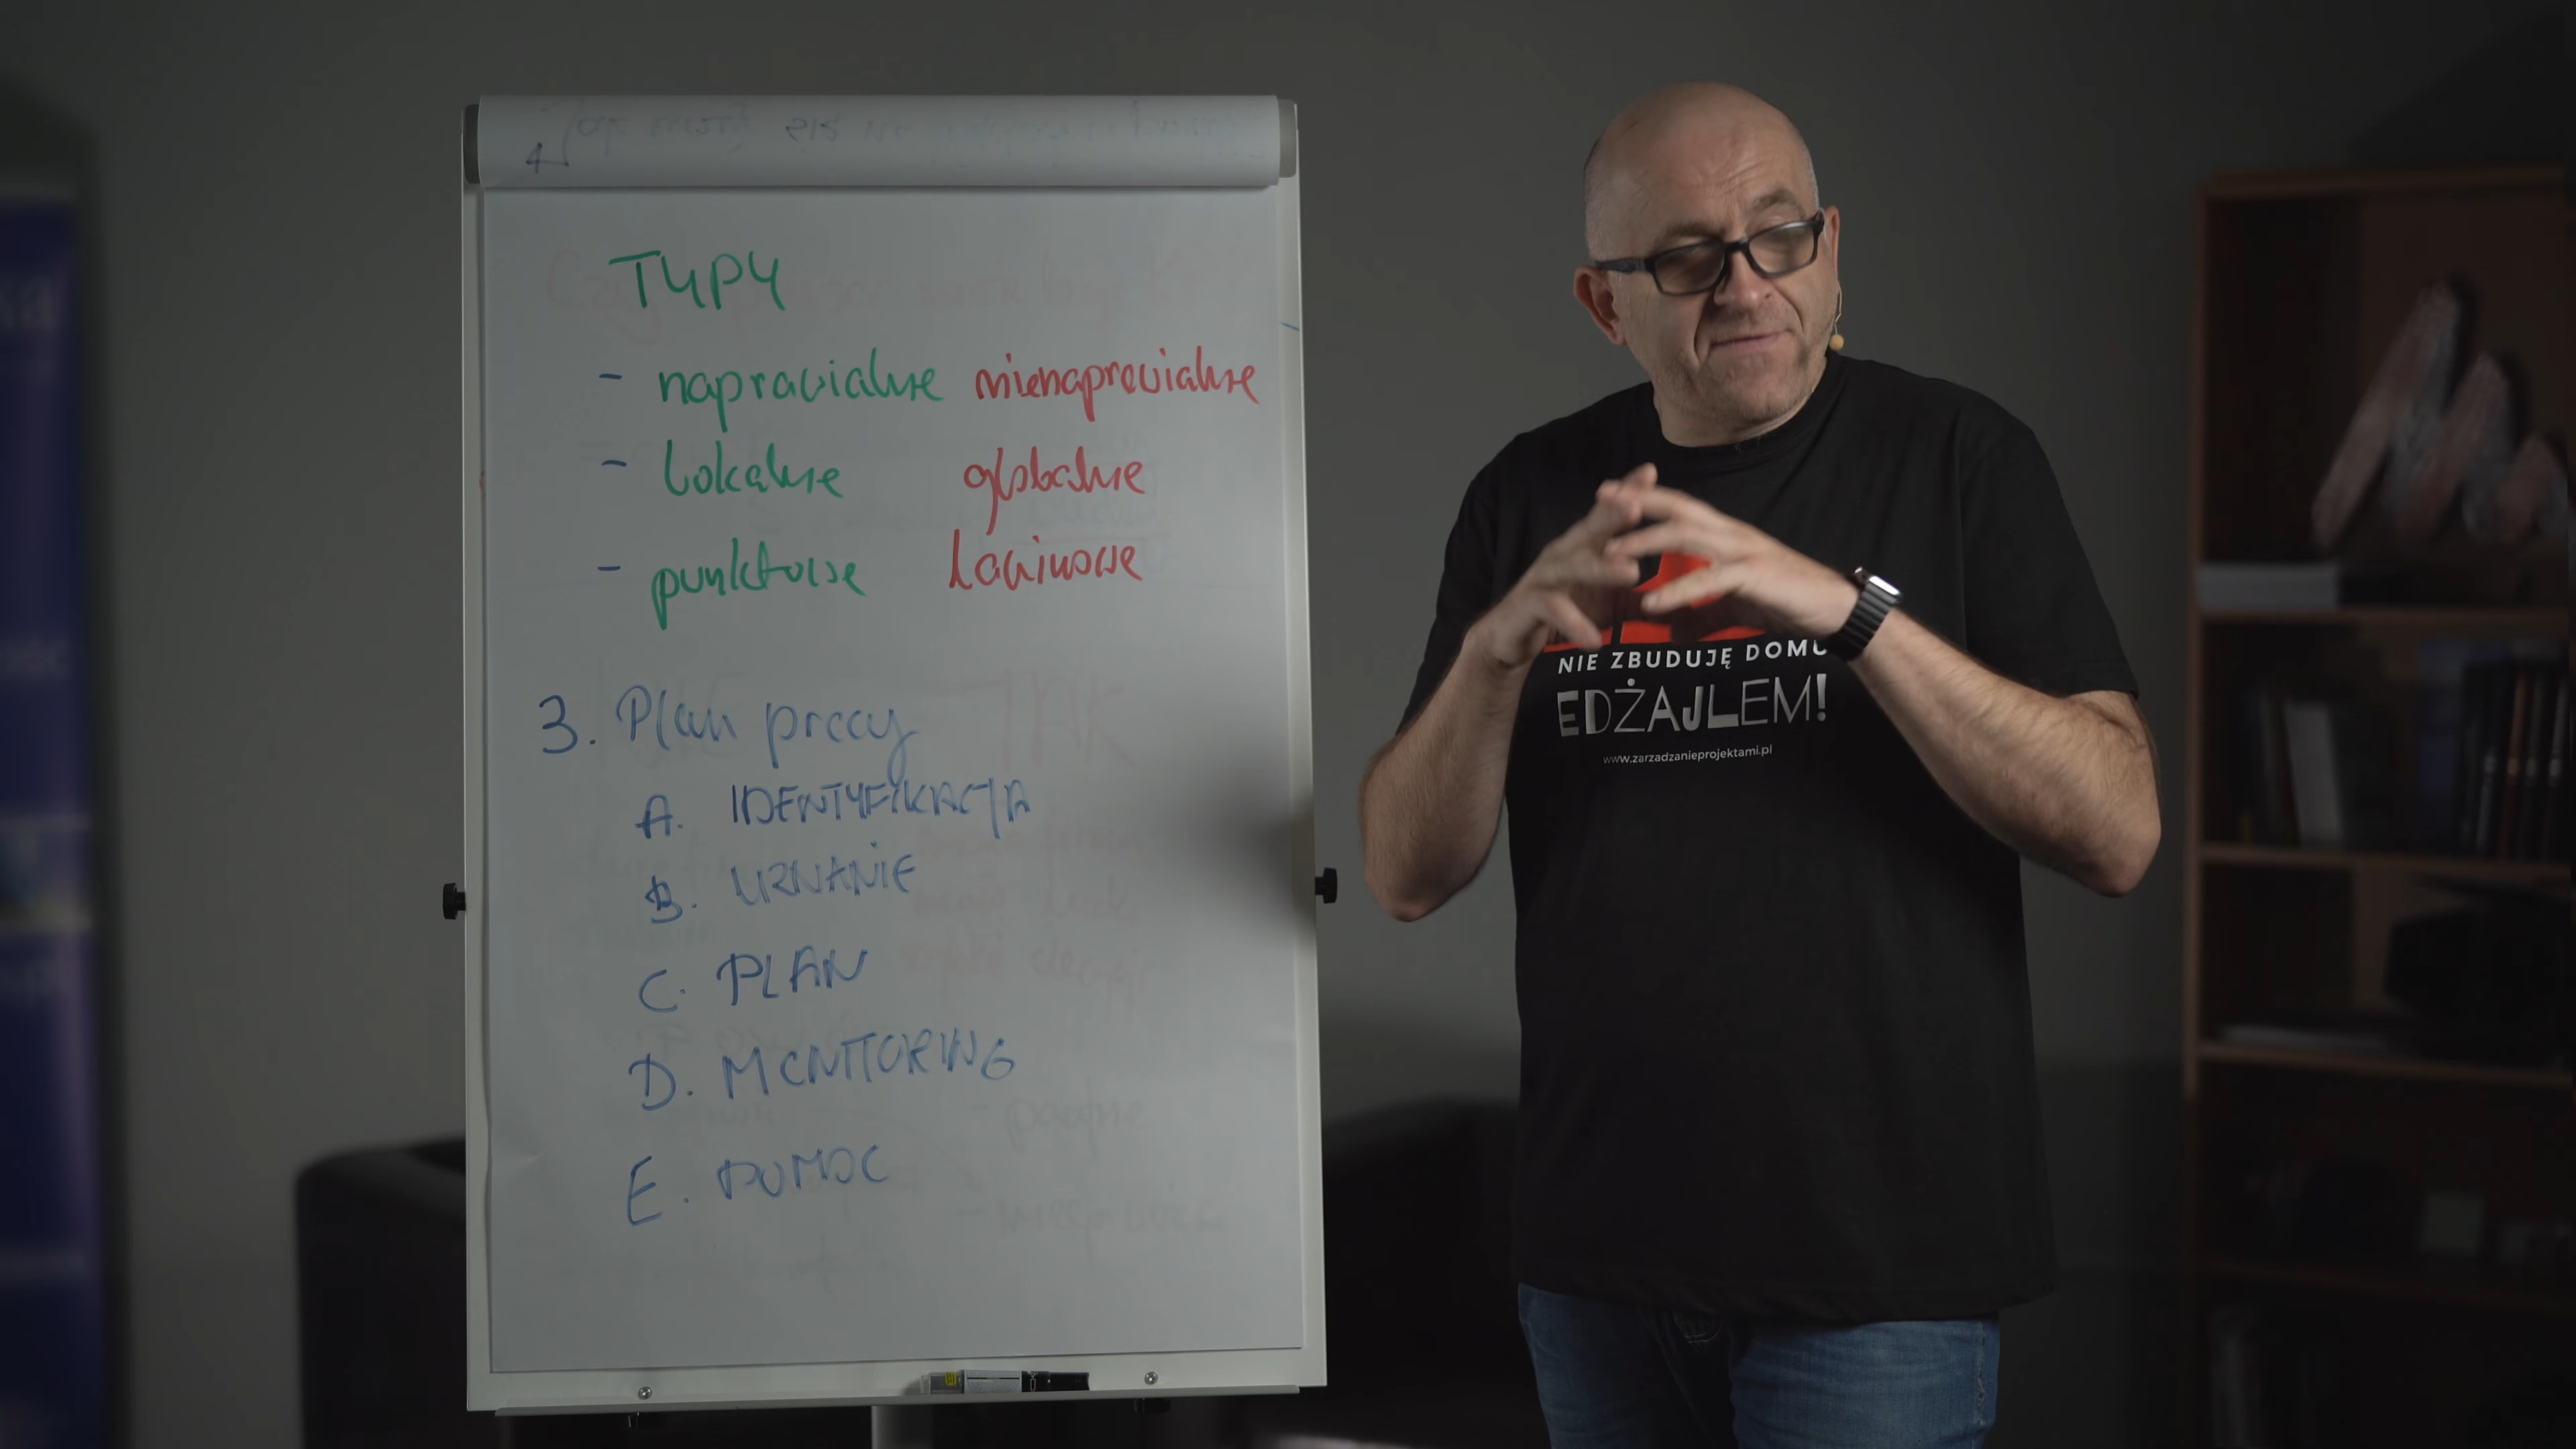 TYPY
- naprawialne nienaprawialne
- lokalne globalne
- punktowe lawinowe
3. Plan pracy
A. IDENTYFIKACJA
B. UZNANIE
C. PLAN
D. MONITORING
E. POMOC
NIE ZBUDUJĘ DOMU
EDŻAJLEM!
www.zarzadzanieprojektami.pl